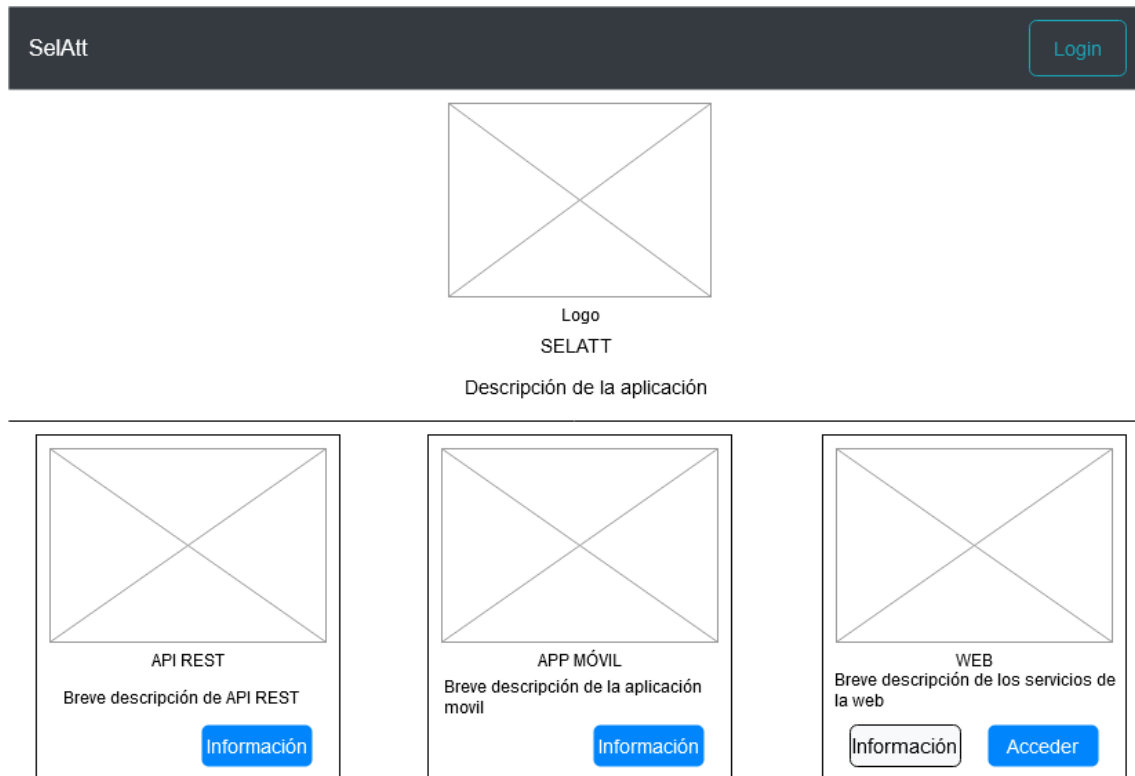 SelAtt
Login
Logo
SELATT
Descripción de la aplicación
API REST
Breve descripción de API REST
Información
APP MÓVIL
Breve descripción de la aplicación
movil
Información
WEB
Breve descripción de los servicios de
la web
Información
Acceder